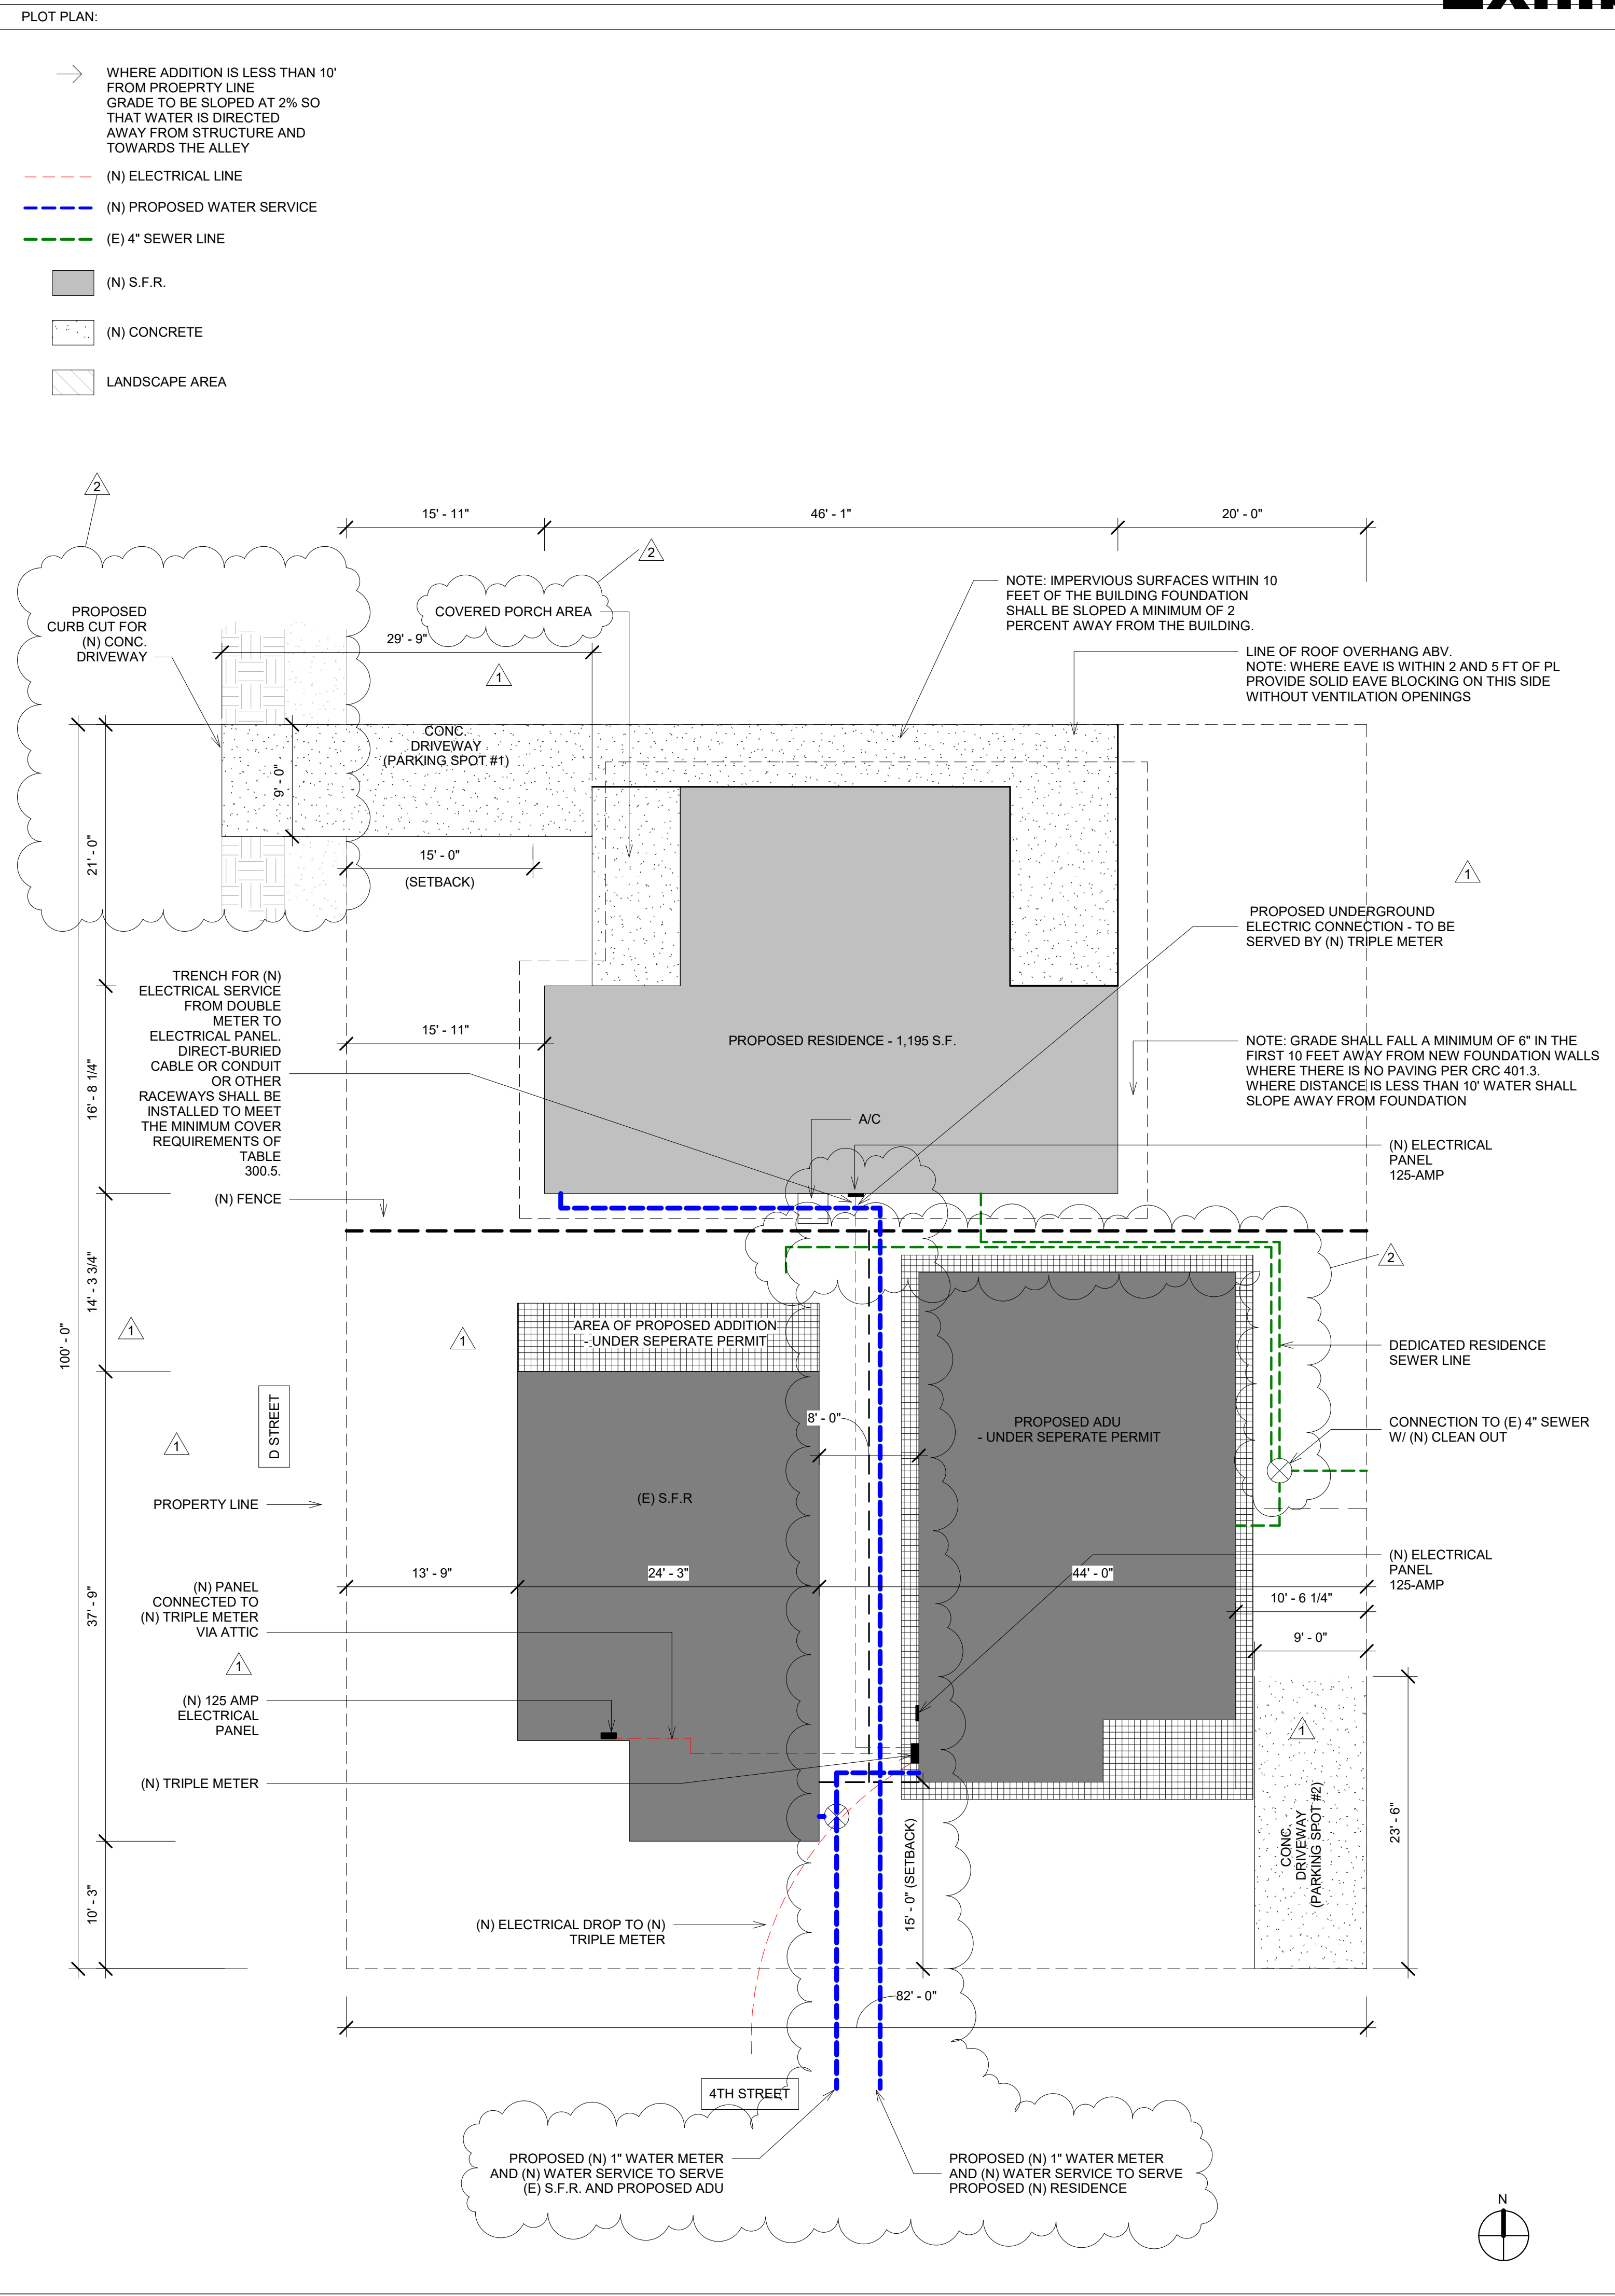 PLOT PLAN:
WHERE ADDITION IS LESS THAN 10'
FROM PROEPRTY LINE
GRADE TO BE SLOPED AT 2% SO
THAT WATER IS DIRECTED
AWAY FROM STRUCTURE AND
TOWARDS THE ALLEY
(N) ELECTRICAL LINE
(N) PROPOSED WATER SERVICE
(E) 4" SEWER LINE
(N) S.F.R.
(N) CONCRETE
LANDSCAPE AREA
2
15' - 11"
46' - 1"
20' - 0"
2
PROPOSED
CURB CUT FOR
(N) CONC.
DRIVEWAY
COVERED PORCH AREA
29' - 9"
1
NOTE: IMPERVIOUS SURFACES WITHIN 10
FEET OF THE BUILDING FOUNDATION
SHALL BE SLOPED A MINIMUM OF 2
PERCENT AWAY FROM THE BUILDING.
LINE OF ROOF OVERHANG ABV.
NOTE: WHERE EAVE IS WITHIN 2 AND 5 FT OF PL
PROVIDE SOLID EAVE BLOCKING ON THIS SIDE
WITHOUT VENTILATION OPENINGS
CONC.
DRIVEWAY
(PARKING SPOT #1)
9' - 0"
21' - 0"
15' - 0"
(SETBACK)
1
PROPOSED UNDERGROUND
ELECTRIC CONNECTION - TO BE
SERVED BY (N) TRIPLE METER
TRENCH FOR (N)
ELECTRICAL SERVICE
FROM DOUBLE
METER TO
ELECTRICAL PANEL.
DIRECT-BURIED
CABLE OR CONDUIT
OR OTHER
RACEWAYS SHALL BE
INSTALLED TO MEET
THE MINIMUM COVER
REQUIREMENTS OF
TABLE
300.5.
15' - 11"
PROPOSED RESIDENCE - 1,195 S.F.
NOTE: GRADE SHALL FALL A MINIMUM OF 6" IN THE
FIRST 10 FEET AWAY FROM NEW FOUNDATION WALLS
WHERE THERE IS NO PAVING PER CRC 401.3.
WHERE DISTANCE IS LESS THAN 10' WATER SHALL
SLOPE AWAY FROM FOUNDATION
16' - 8 1/4"
A/C
(N) ELECTRICAL
PANEL
125-AMP
(N) FENCE
2
14' - 3 3/4"
100' - 0"
1
1
AREA OF PROPOSED ADDITION
- UNDER SEPERATE PERMIT
DEDICATED RESIDENCE
SEWER LINE
D STREET
1
8' - 0"
PROPOSED ADU
- UNDER SEPERATE PERMIT
CONNECTION TO (E) 4" SEWER
W/ (N) CLEAN OUT
PROPERTY LINE
(E) S.F.R
13' - 9"
24' - 3"
44' - 0"
(N) ELECTRICAL
PANEL
125-AMP
10' - 6 1/4"
37' - 9"
(N) PANEL
CONNECTED TO
(N) TRIPLE METER
VIA ATTIC
9' - 0"
1
(N) 125 AMP
ELECTRICAL
PANEL
1
(N) TRIPLE METER
CONC.
DRIVEWAY
(PARKING SPOT #2)
23' - 6"
10' - 3"
15' - 0" (SETBACK)
(N) ELECTRICAL DROP TO (N)
TRIPLE METER
82' - 0"
4TH STREET
PROPOSED (N) 1" WATER METER
AND (N) WATER SERVICE TO SERVE
(E) S.F.R. AND PROPOSED ADU
PROPOSED (N) 1" WATER METER
AND (N) WATER SERVICE TO SERVE
PROPOSED (N) RESIDENCE
N